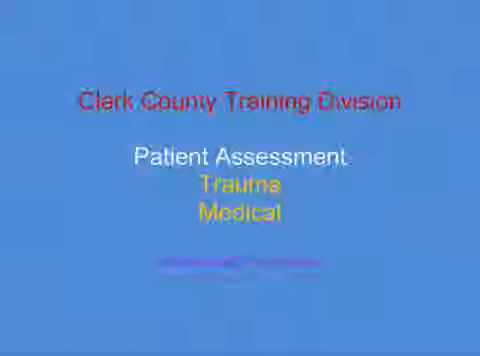 Clark County Training Division
Patient Assessment
Trauma
Medical